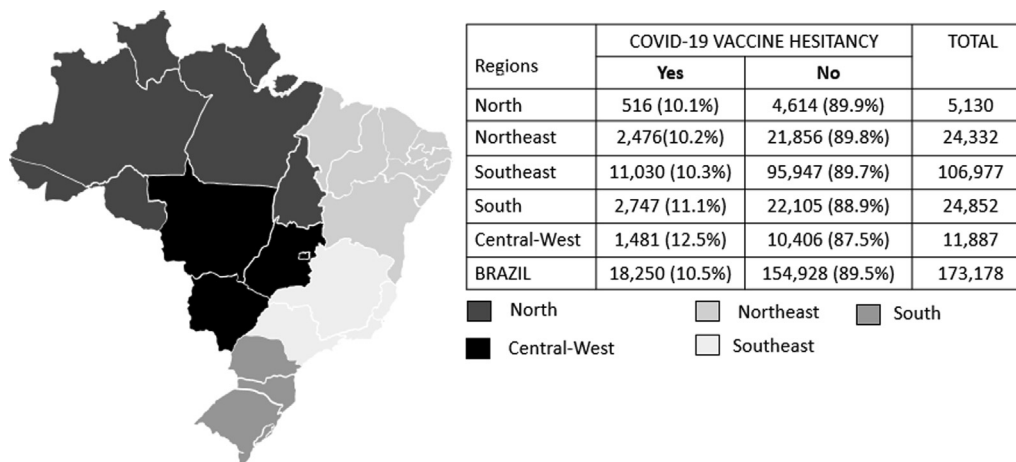 COVID-19 VACCINE HESITANCY TOTAL
Regions
Yes No
North 516 (10.1%) 4,614 (89.9%) 5,130
Northeast 2,476(10.2%) 21,856 (89.8%) 24,332
Southeast 11,030 (10.3%) 95,947 (89.7%) 106,977
South 2,747 (11.1%) 22,105 (88.9%) 24,852
Central-West 1,481 (12.5%) 10,406 (87.5%) 11,887
BRAZIL 18,250 (10.5%) 154,928 (89.5%) 173,178
North Northeast South
Central-West Southeast